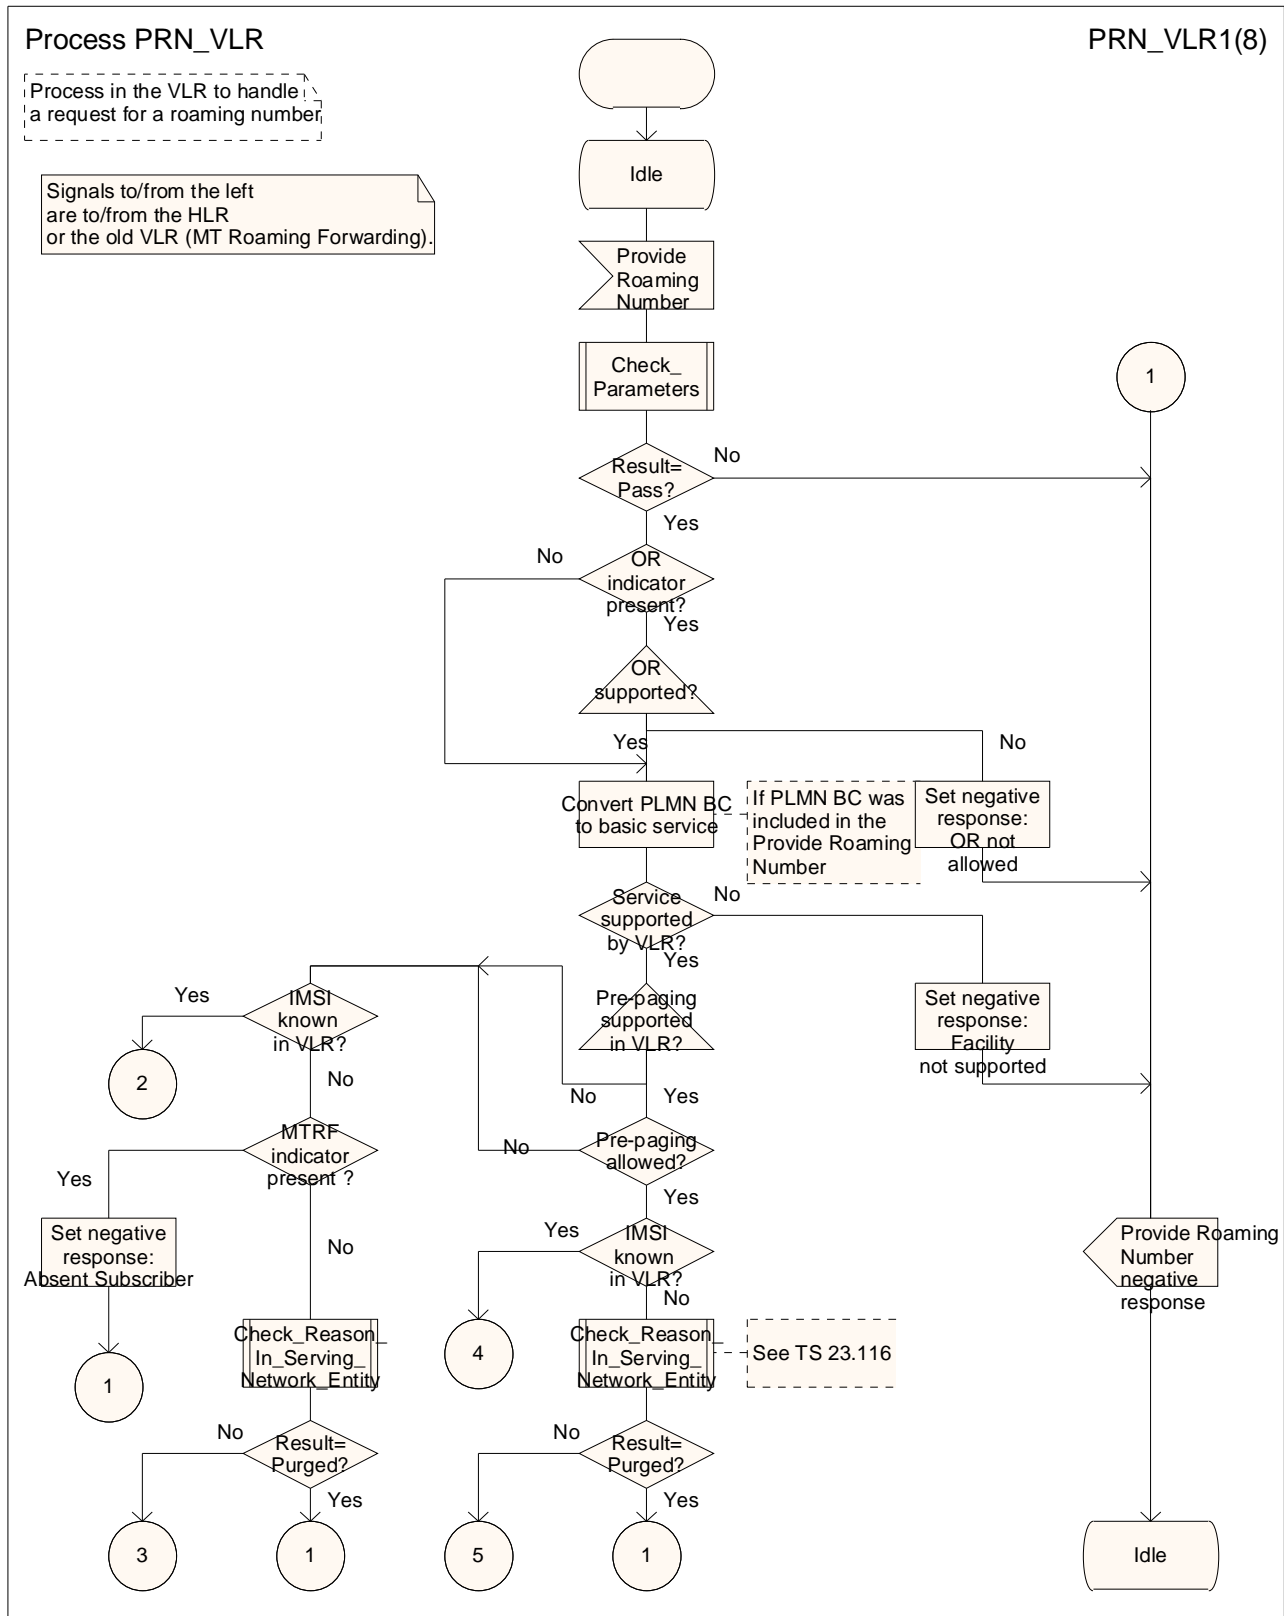 Process PRN_VLR
PRN_VLR1(8)
Process in the VLR to handle
a request for a roaming number
Signals to/from the left
are to/from the HLR
or the old VLR (MT Roaming Forwarding).
Idle
Provide
Roaming
Number
Check_
Parameters
1
Result=
Pass?
No
Yes
OR
indicator
present?
No
Yes
OR
supported?
Yes
No
Convert PLMN BC
to basic service
If PLMN BC was
included in the
Provide Roaming
Number
Set negative
response:
OR not
allowed
Service
supported
by VLR?
No
Yes
IMSI
known
in VLR?
Yes
2
No
Pre-paging
supported
in VLR?
No
Yes
Set negative
response:
Facility
not supported
MTRF
indicator
present ?
Yes
No
Pre-paging
allowed?
No
Yes
Set negative
response:
Absent Subscriber
1
IMSI
known
in VLR?
Yes
4
No
Provide Roaming
Number
negative
response
Check_Reason_
In_Serving_
Network_Entity
Check_Reason_
In_Serving_
Network_Entity
See TS 23.116
Result=
Purged?
No
Yes
Result=
Purged?
No
Yes
3
1
5
1
Idle